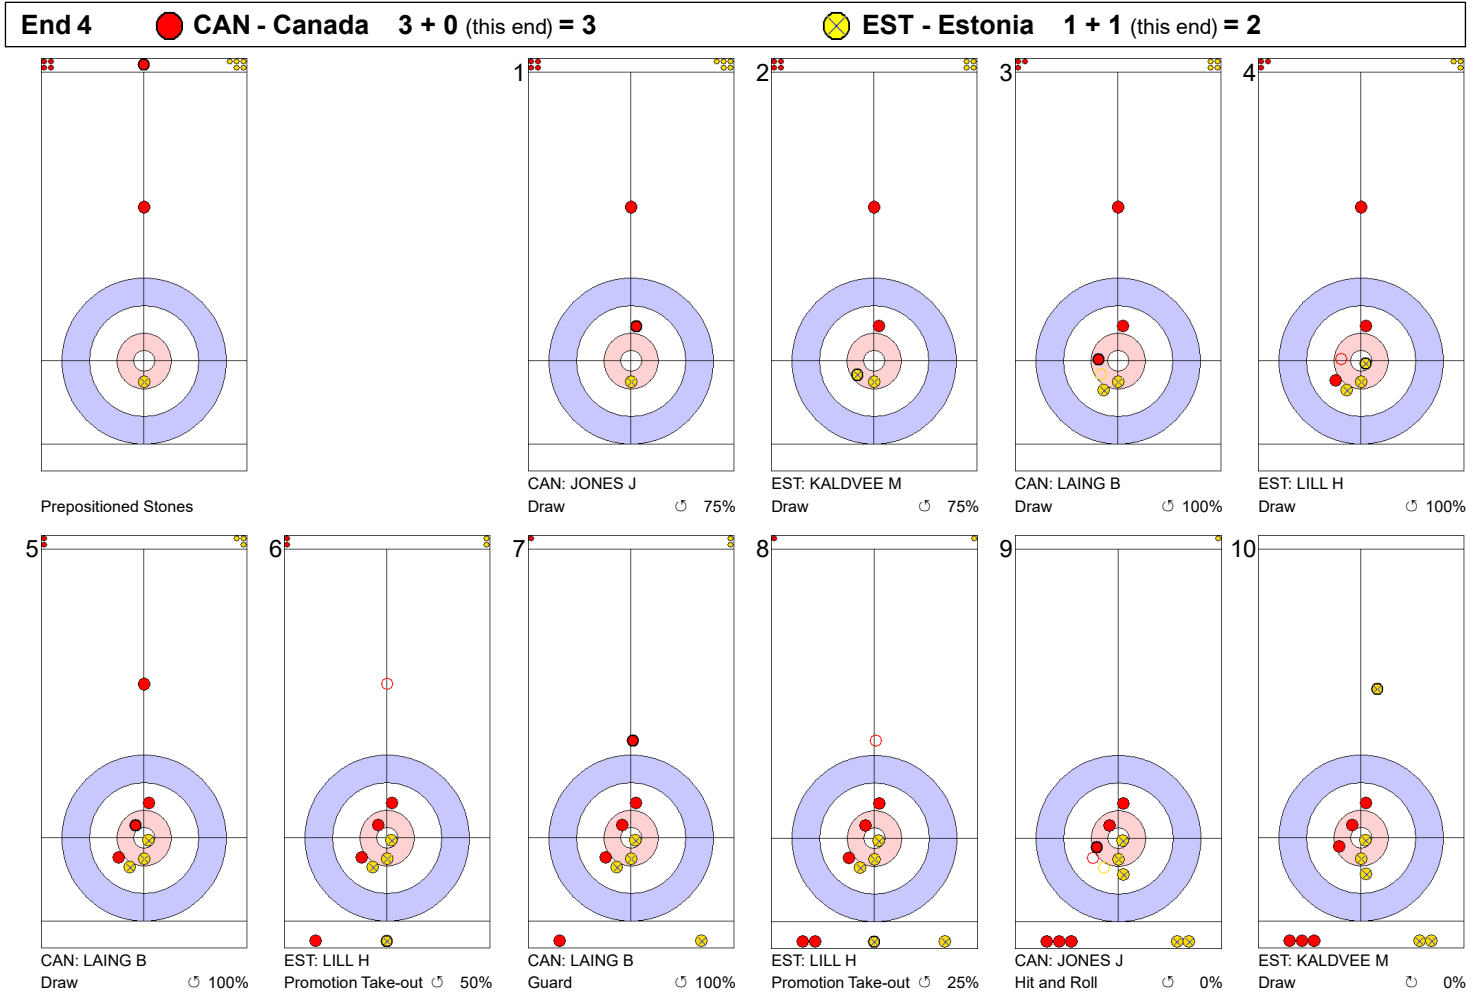 End 4 CAN - Canada 3 + 0 (this end) = 3 EST - Estonia 1 + 1 (this end) = 2
Prepositioned Stones
1
CAN: JONES J
Draw 75%
2
EST: KALDVEE M
Draw 75%
3
CAN: LAING B
Draw 100%
4
EST: LILL H
Draw 100%
5
CAN: LAING B
Draw 100%
6
EST: LILL H
Promotion Take-out 50%
7
CAN: LAING B
Guard 100%
8
EST: LILL H
Promotion Take-out 25%
9
CAN: JONES J
Hit and Roll 0%
10
EST: KALDVEE M
Draw 0%